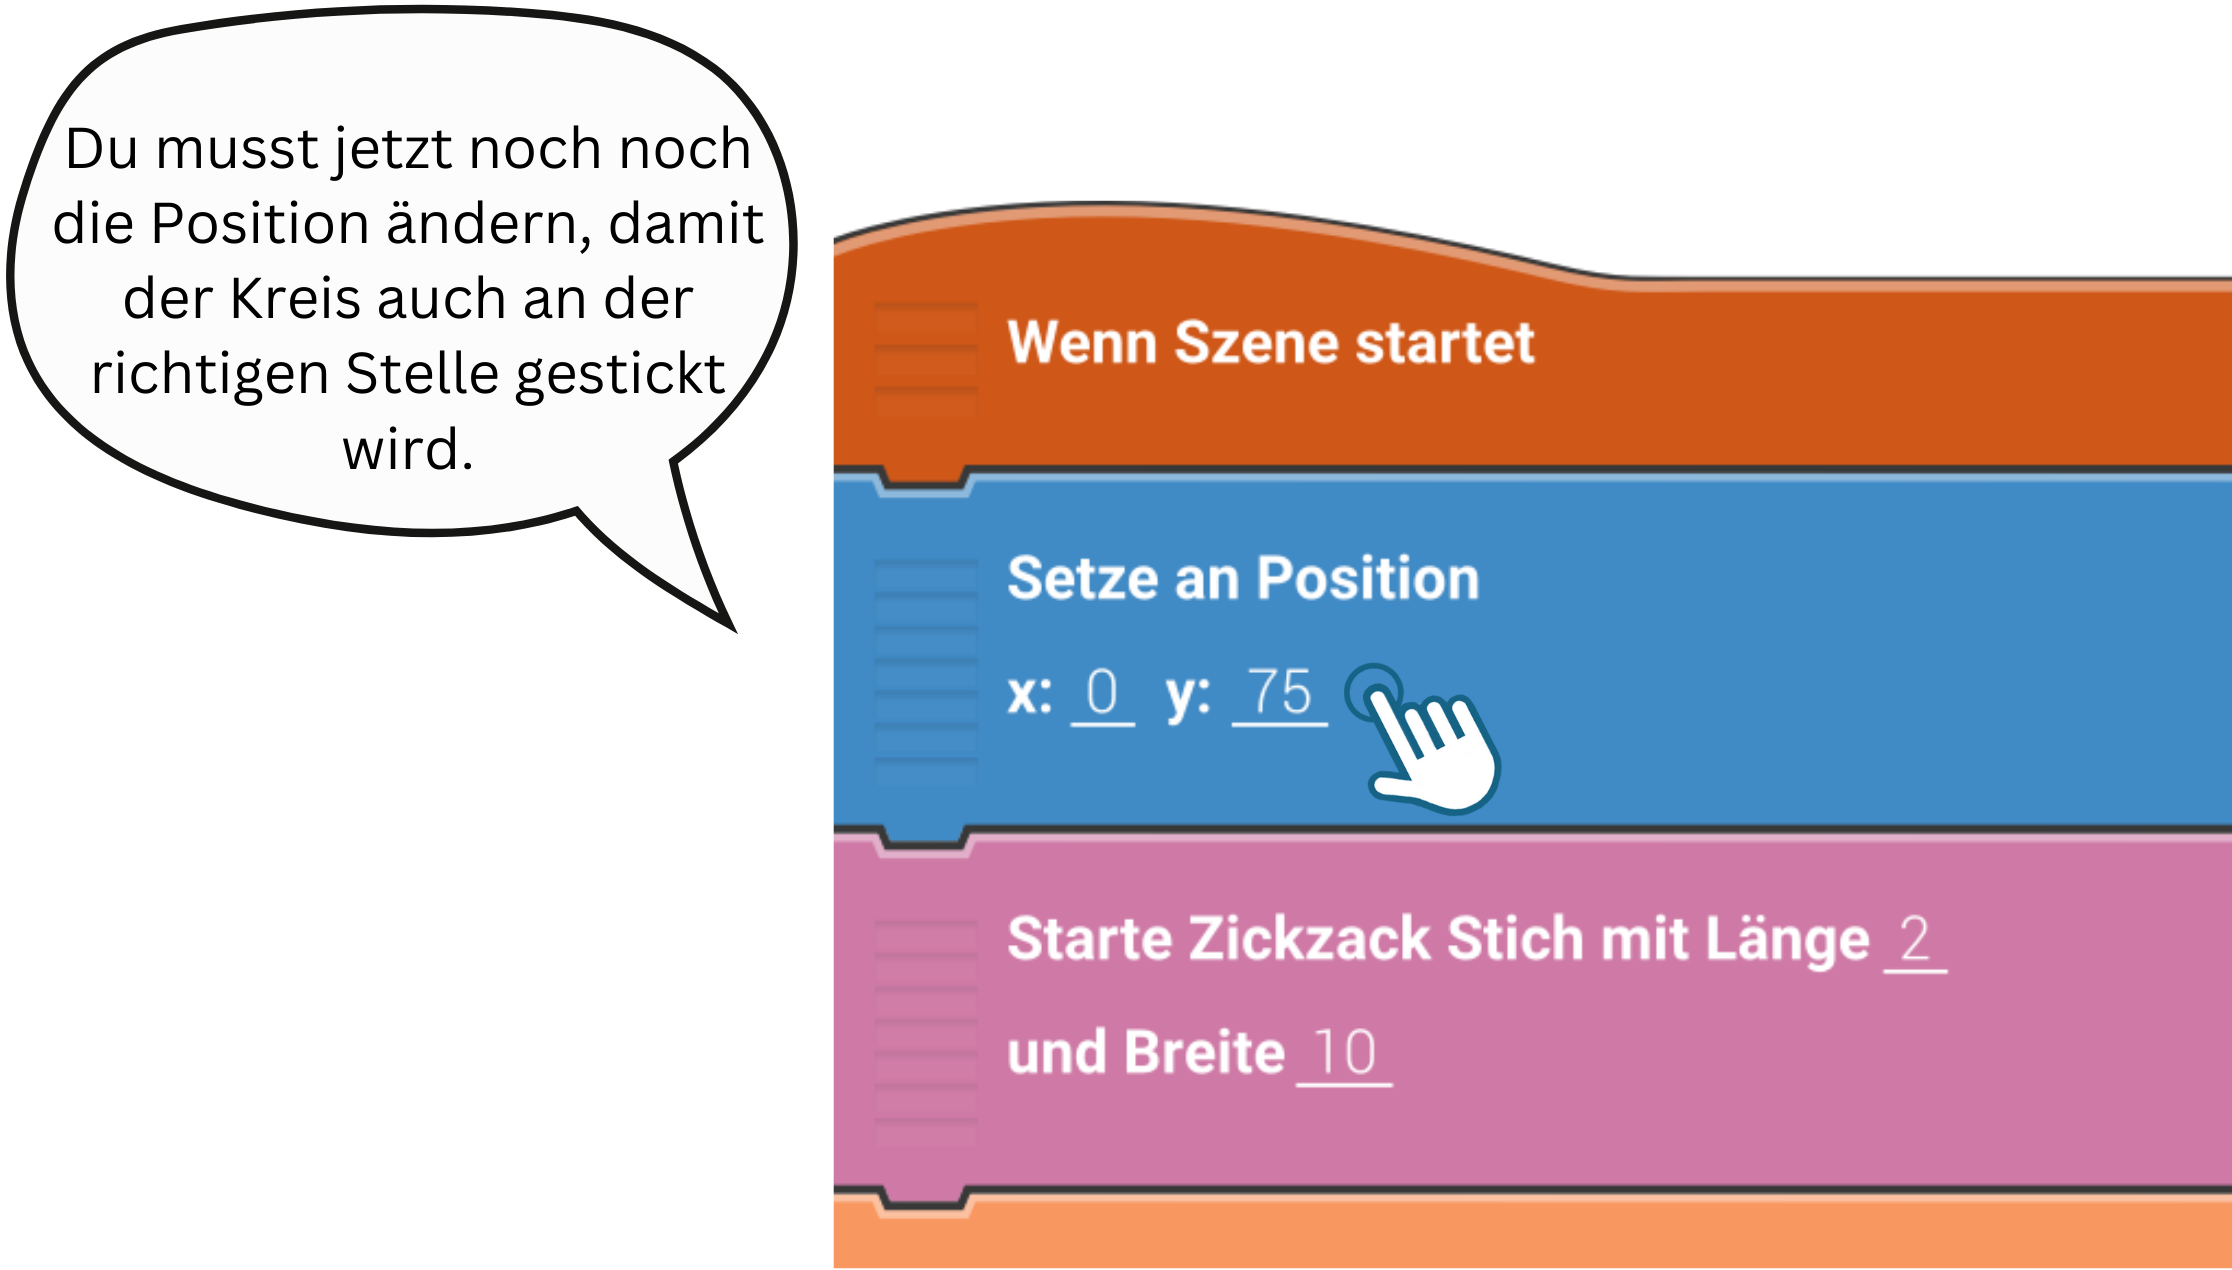 Du musst jetzt noch noch
die Position ändern, damit
der Kreis auch an der
richtigen Stelle gestickt
wird.
Wenn Szene startet
Setze an Position
x: 0 y: 75
Starte Zickzack Stich mit Länge 2
und Breite 10